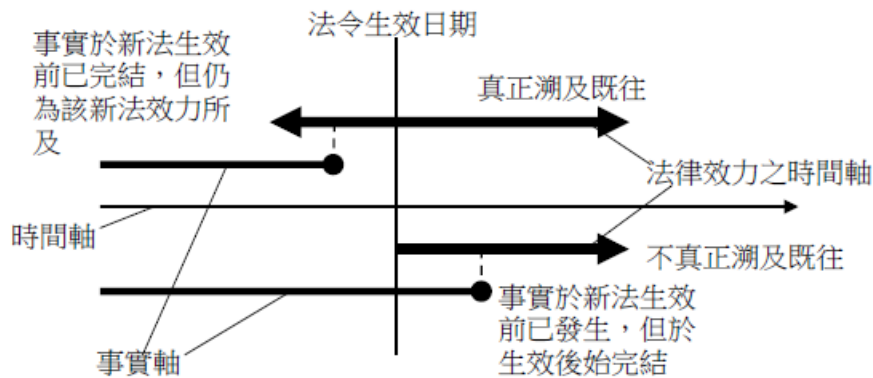 法令生效日期
事實於新法生效
前已完結，但仍
為該新法效力所
及
真正溯及既往
法律效力之時間軸
時間軸
不真正溯及既往
事實於新法生效
前已發生，但於
生效後始完結
事實軸